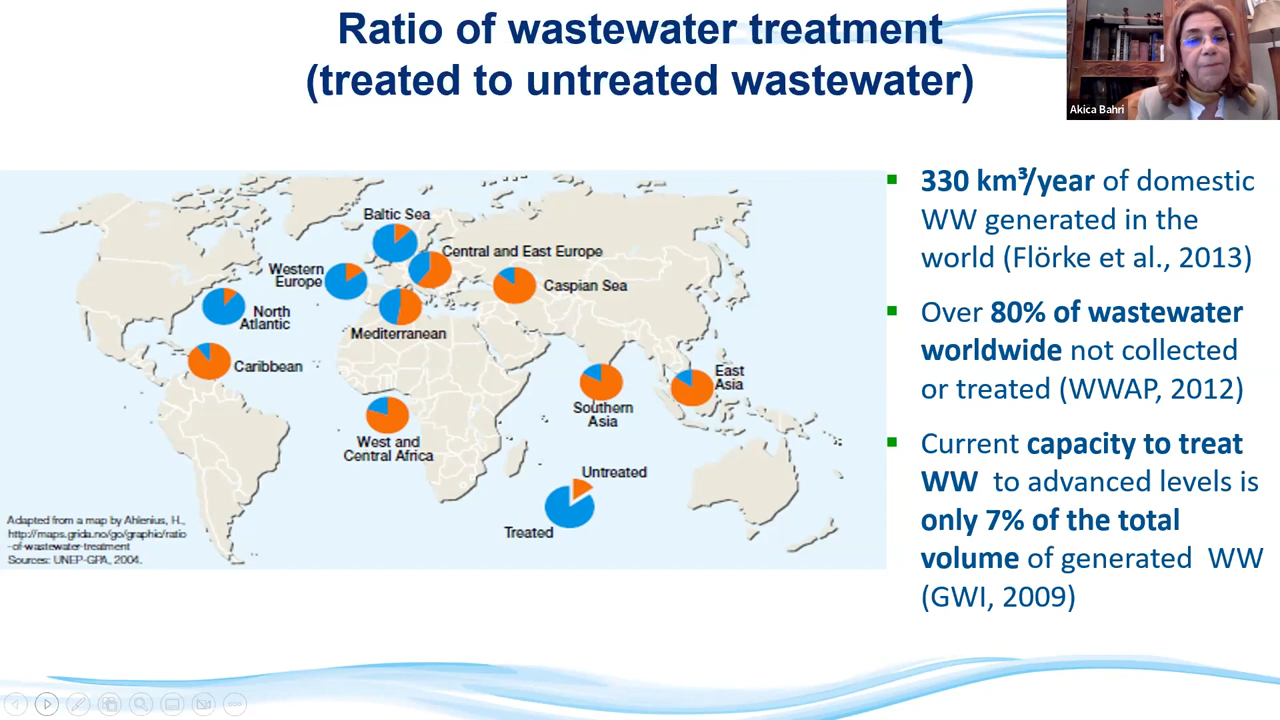 Ratio of wastewater treatment
(treated to untreated wastewater)
Akica Bahri
Baltic Sea
Central and East Europe
Western
Europe
Caspian Sea
North
Atlantic
Mediterranean
Caribbean
East
Asia
Southern
Asia
West and
Central Africa
Untreated
Treated
Adapted from a map by Ahlenius, H.,
http://maps.grida.no/go/graphic/ratio
-of-wastewater-treatment
Sources: UNEP-GPA, 2004.
330 km³/year of domestic
WW generated in the
world (Flörke et al., 2013)
Over 80% of wastewater
worldwide not collected
or treated (WWAP, 2012)
Current capacity to treat
WW to advanced levels is
only 7% of the total
volume of generated WW
(GWI, 2009)